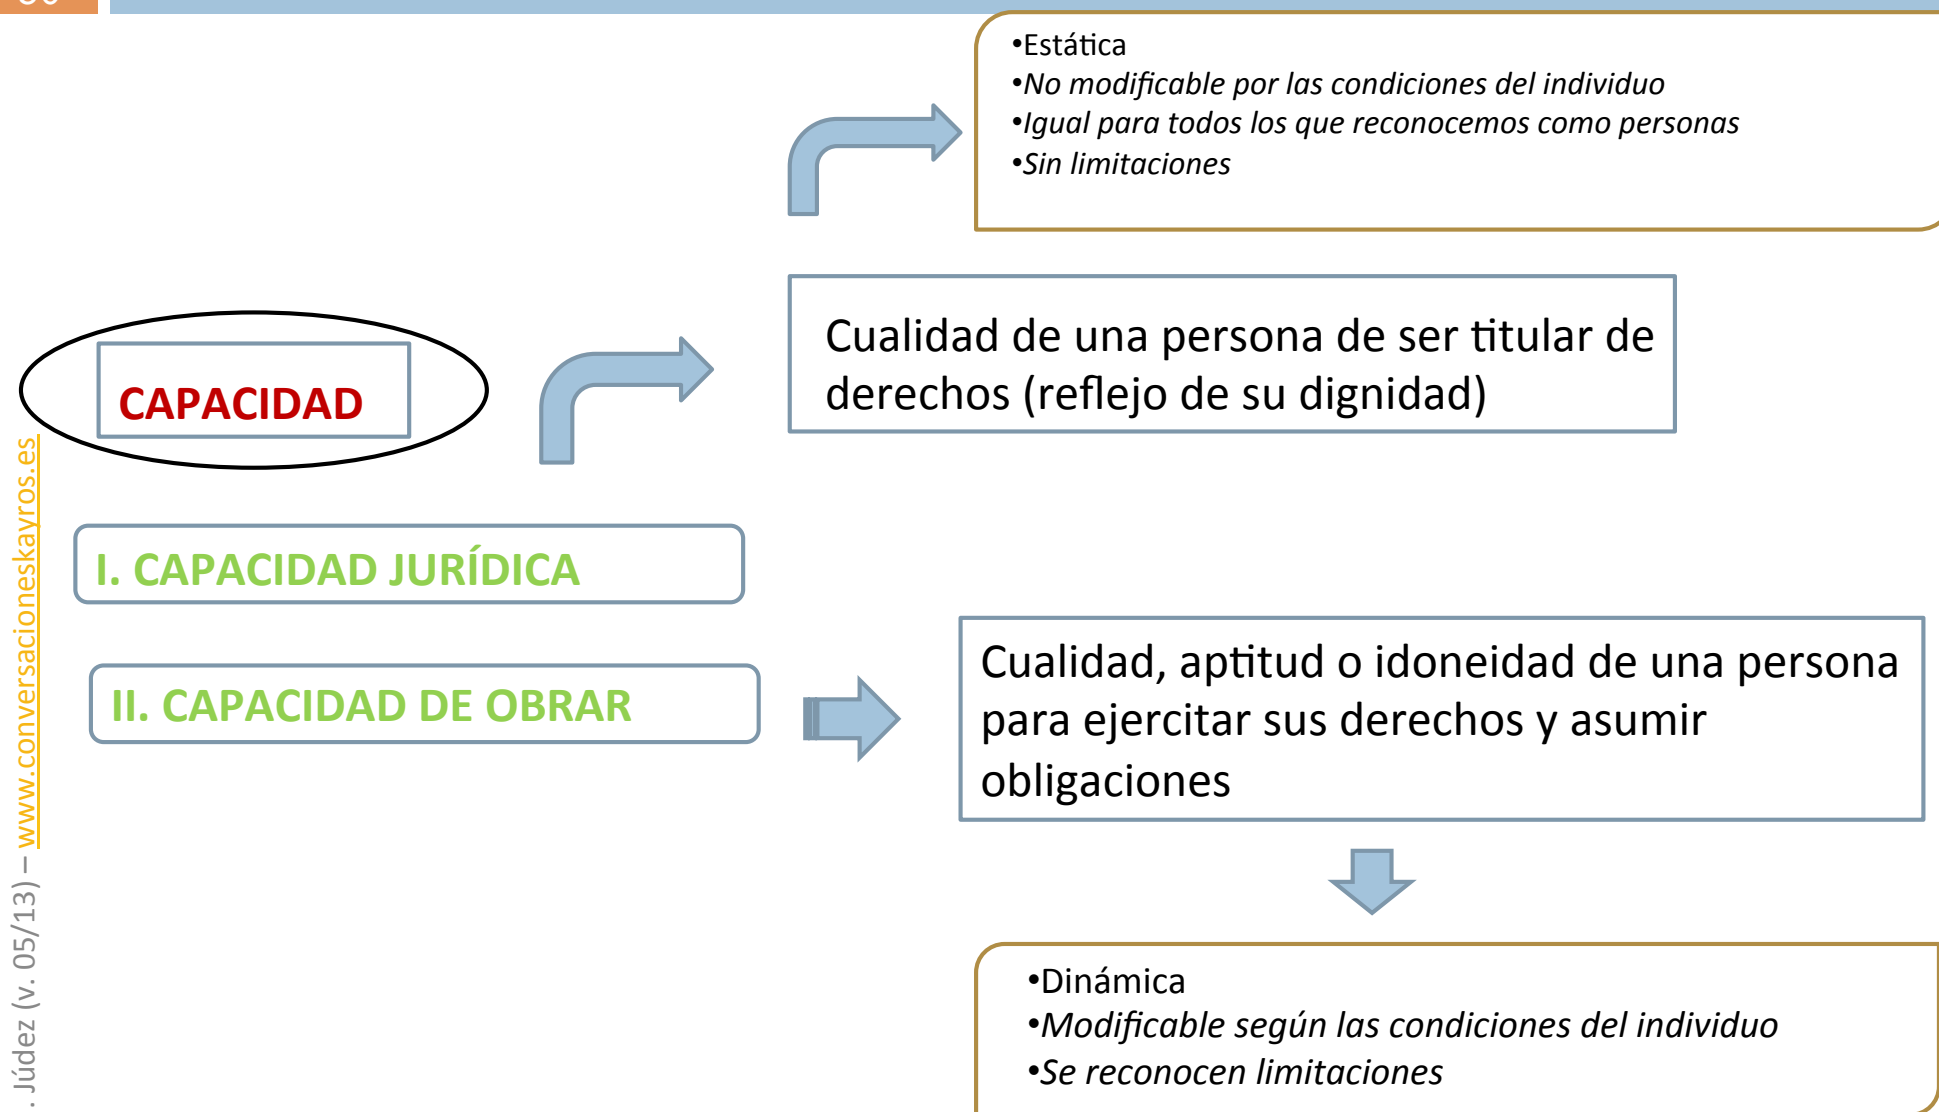 •Estática
•No modificable por las condiciones del individuo
•Igual para todos los que reconocemos como personas
•Sin limitaciones
Cualidad de una persona de ser titular de
derechos (reflejo de su dignidad)
CAPACIDAD
I. CAPACIDAD JURÍDICA
II. CAPACIDAD DE OBRAR
Cualidad, aptitud o idoneidad de una persona
para ejercitar sus derechos y asumir
obligaciones
•Dinámica
•Modificable según las condiciones del individuo
•Se reconocen limitaciones
. Júdez (v. 05/13) – www.conversacioneskayros.es